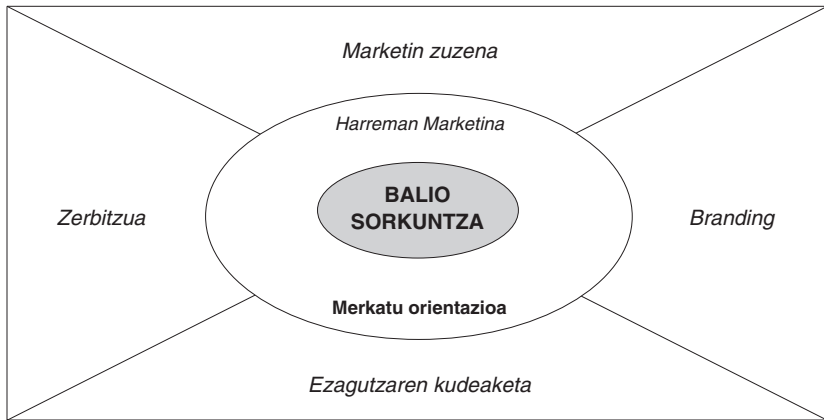 Marketin zuzena
Harreman Marketina
BALIO
SORKUNTZA
Zerbitzua
Branding
Merkatu orientazioa
Ezagutzaren kudeaketa